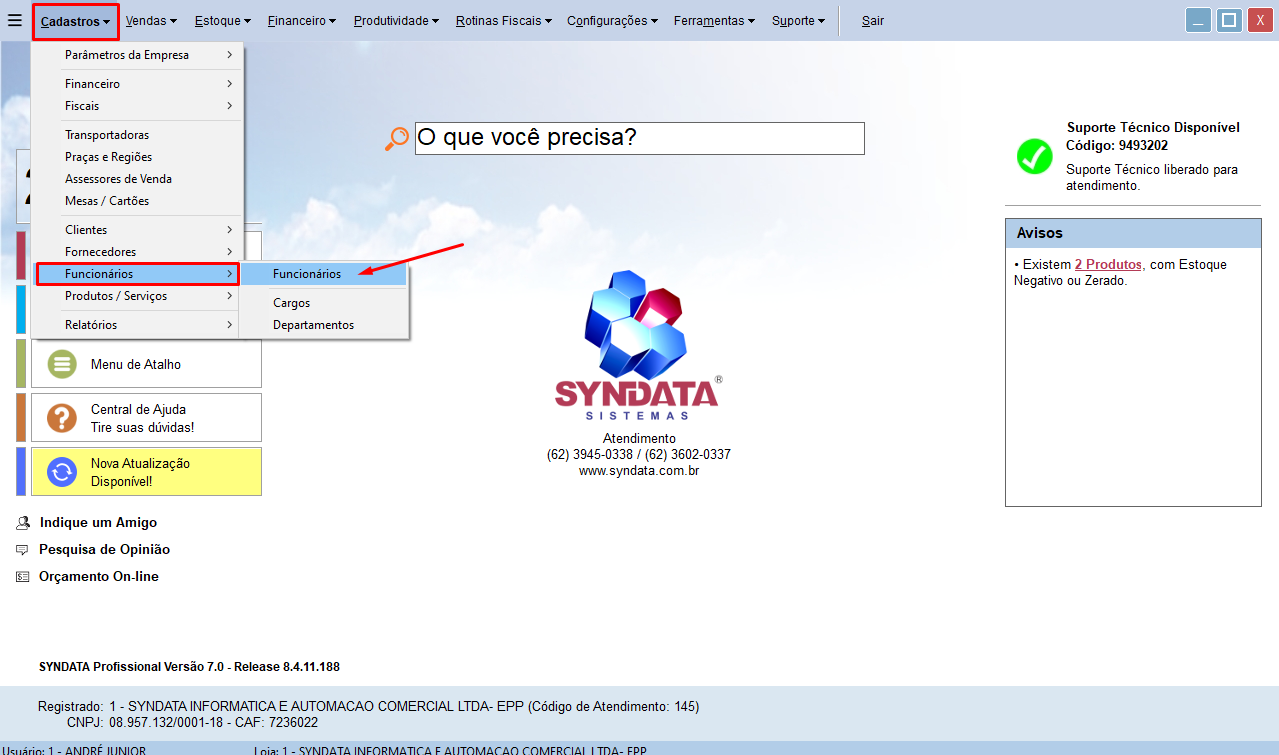 Cadastros
Vendas
Estoque
Financeiro
Produtividade
Rotinas Fiscais
Configurações
Ferramentas
Suporte
Sair
X
Parâmetros da Empresa
Financeiro
Fiscais
Transportadoras
Praças e Regiões
Assessores de Venda
Mesas / Cartões
Clientes
Fornecedores
Funcionários
Produtos / Serviços
Relatórios
Funcionários
Cargos
Departamentos
O que você precisa?
Suporte Técnico Disponível
Código: 9493202
Suporte Técnico liberado para
atendimento.
Avisos
• Existem 2 Produtos, com Estoque
Negativo ou Zerado.
Menu de Atalho
Central de Ajuda
Tire suas dúvidas!
Nova Atualização
Disponível!
Indique um Amigo
Pesquisa de Opinião
Orçamento On-line
SYNDATA®
SISTEMAS
Atendimento
(62) 3945-0338 / (62) 3602-0337
www.syndata.com.br
SYNDATA Profissional Versão 7.0 - Release 8.4.11.188
Registrado: 1 - SYNDATA INFORMATICA E AUTOMACAO COMERCIAL LTDA- EPP (Código de Atendimento: 145)
CNPJ: 08.957.132/0001-18 - CAF: 7236022
Usuário: 1 - ANDRÉ JUNIOR
Loja: 1 - SYNDATA INFORMATICA E AUTOMACAO COMERCIAL LTDA- EPP